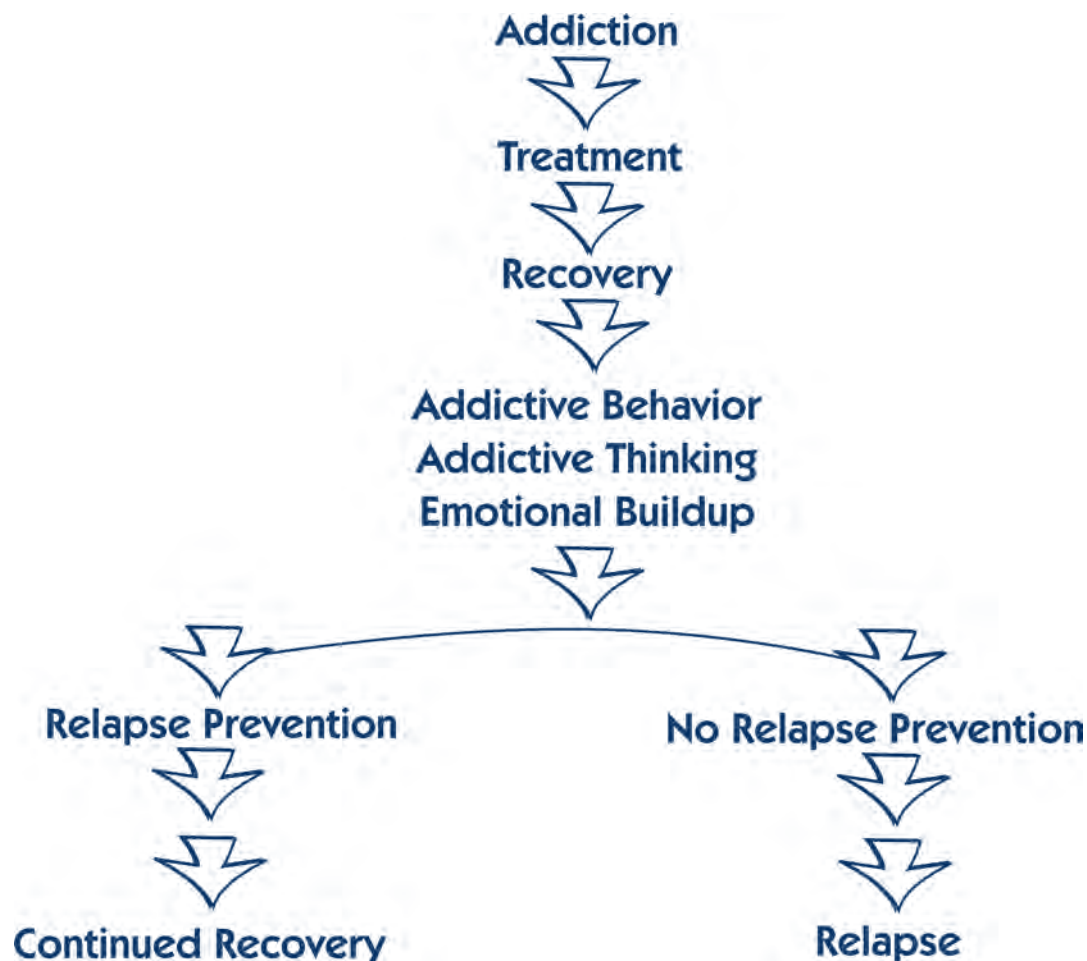 Addiction
Treatment
Recovery
Addictive Behavior
Addictive Thinking
Emotional Buildup
Relapse Prevention
No Relapse Prevention
Continued Recovery
Relapse